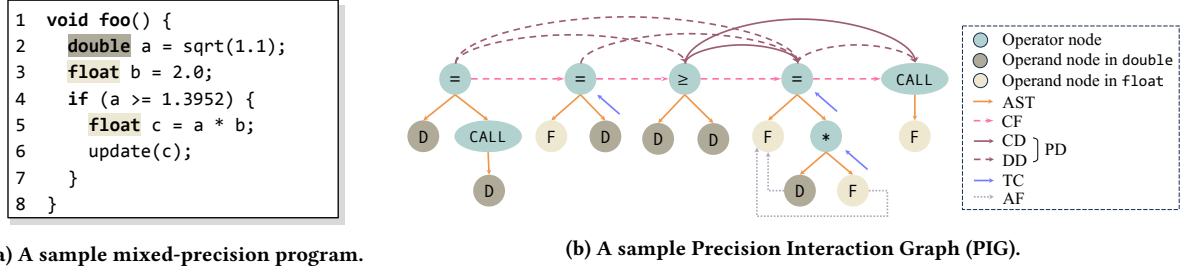 1 void foo() {
2 double a = sqrt(1.1);
3 float b = 2.0;
4 if (a >= 1.3952) {
5 float c = a * b;
6 update(c);
7 }
8 }
a) A sample mixed-precision program.
= = ≥ = CALL
D CALL F D D D F * F
D D F
Operator node
Operand node in double
Operand node in float
AST
CF
CD
DD
PD
TC
AF
(b) A sample Precision Interaction Graph (PIG).